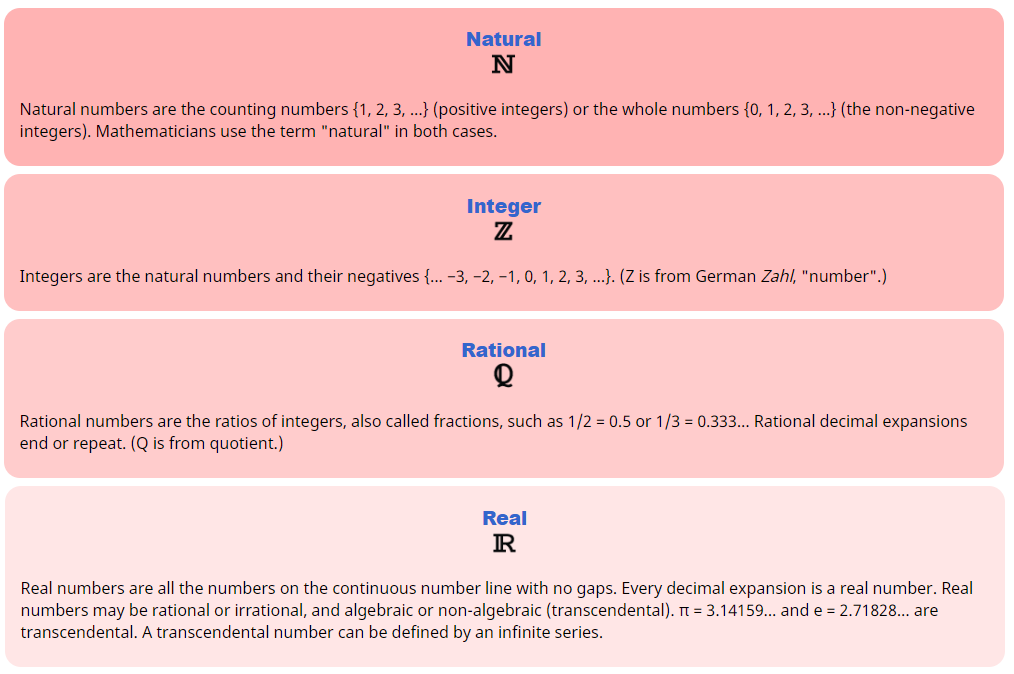 Natural
ℕ
Natural numbers are the counting numbers {1, 2, 3, ...} (positive integers) or the whole numbers {0, 1, 2, 3, ...} (the non-negative
integers). Mathematicians use the term "natural" in both cases.
Integer
ℤ
Integers are the natural numbers and their negatives {... −3, −2, −1, 0, 1, 2, 3, ...}. (Z is from German Zahl, "number".)
Rational
ℚ
Rational numbers are the ratios of integers, also called fractions, such as 1/2 = 0.5 or 1/3 = 0.333... Rational decimal expansions
end or repeat. (Q is from quotient.)
Real
ℝ
Real numbers are all the numbers on the continuous number line with no gaps. Every decimal expansion is a real number. Real
numbers may be rational or irrational, and algebraic or non-algebraic (transcendental). π = 3.14159... and e = 2.71828... are
transcendental. A transcendental number can be defined by an infinite series.